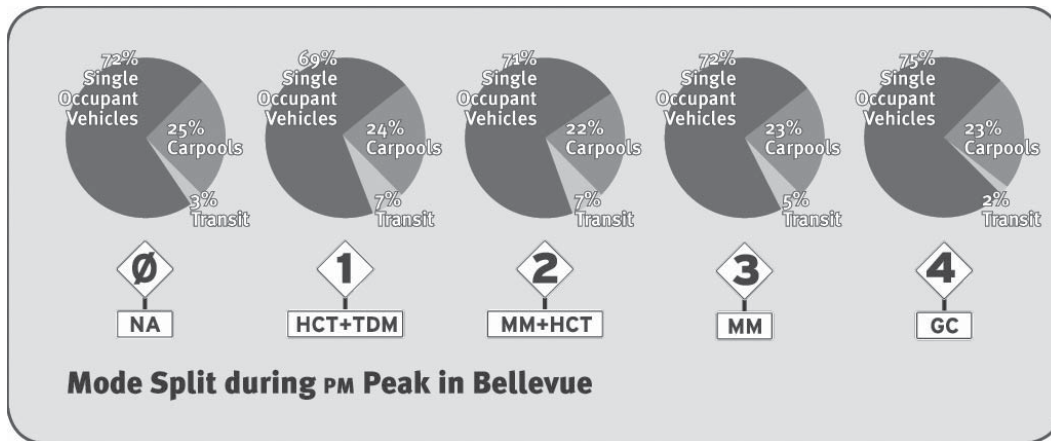 72%
Single
Occupant
Vehicles
25%
Carpools
3%
Transit
Ø
NA
69%
Single
Occupant
Vehicles
24%
Carpools
7%
Transit
1
HCT+TDM
71%
Single
Occupant
Vehicles
22%
Carpools
7%
Transit
2
MM+HCT
72%
Single
Occupant
Vehicles
23%
Carpools
5%
Transit
3
MM
75%
Single
Occupant
Vehicles
23%
Carpools
2%
Transit
4
GC
Mode Split during PM Peak in Bellevue